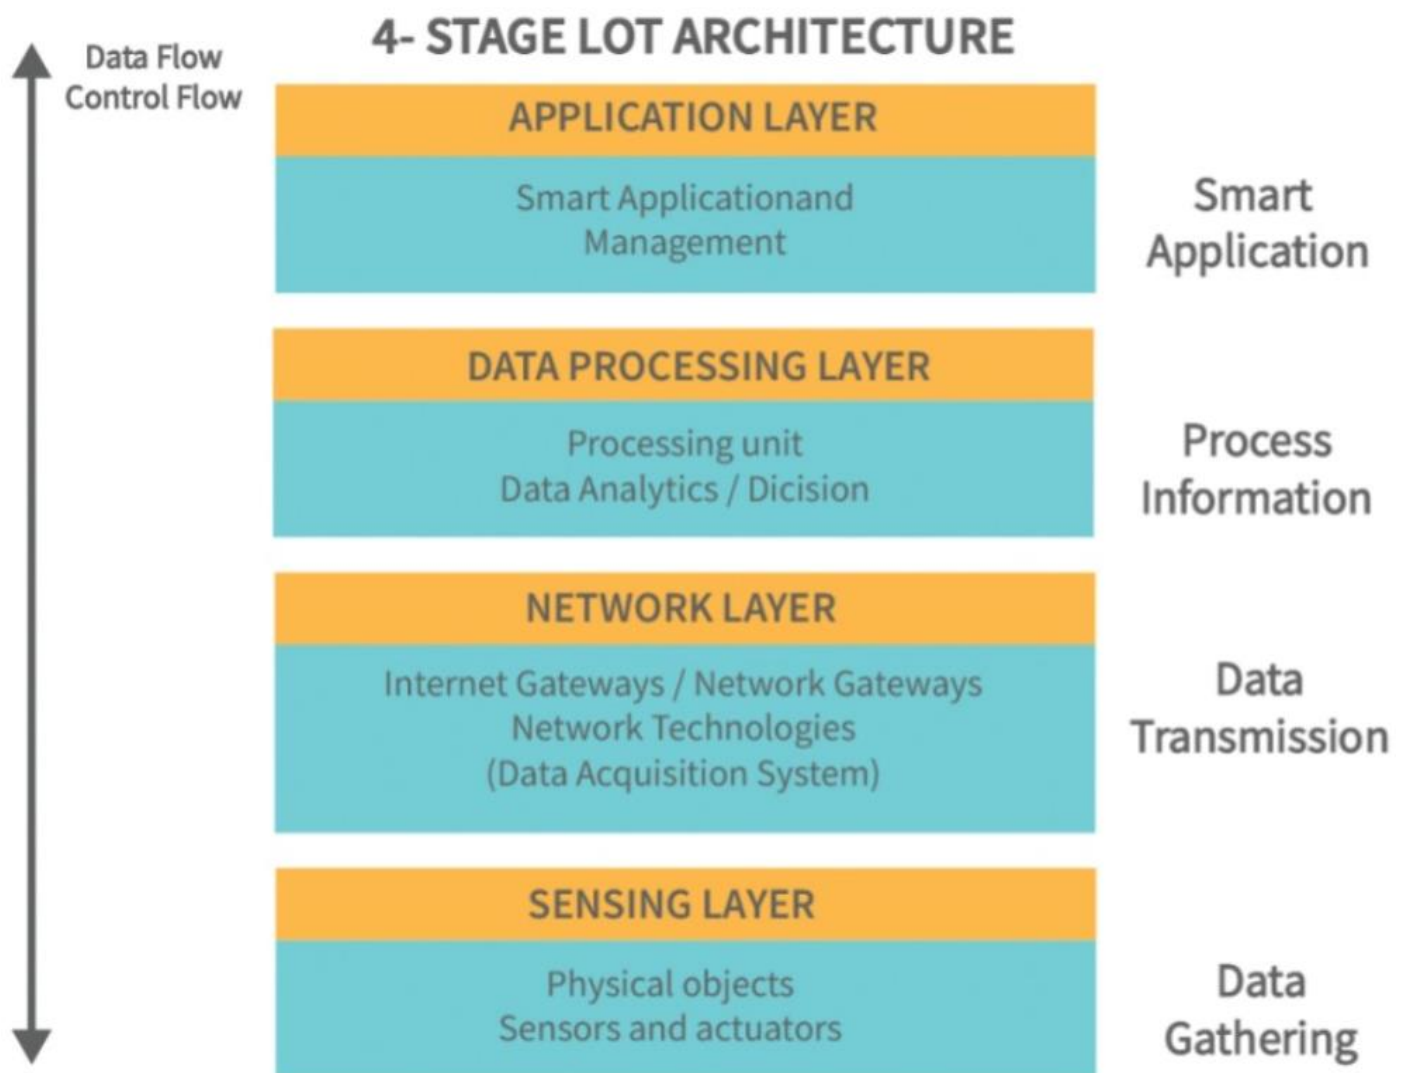 4- STAGE LOT ARCHITECTURE
Data Flow
Control Flow
APPLICATION LAYER
Smart Applicationand
Management
Smart
Application
DATA PROCESSING LAYER
Processing unit
Data Analytics / Dicision
Process
Information
NETWORK LAYER
Internet Gateways / Network Gateways
Network Technologies
(Data Acquisition System)
Data
Transmission
SENSING LAYER
Physical objects
Sensors and actuators
Data
Gathering